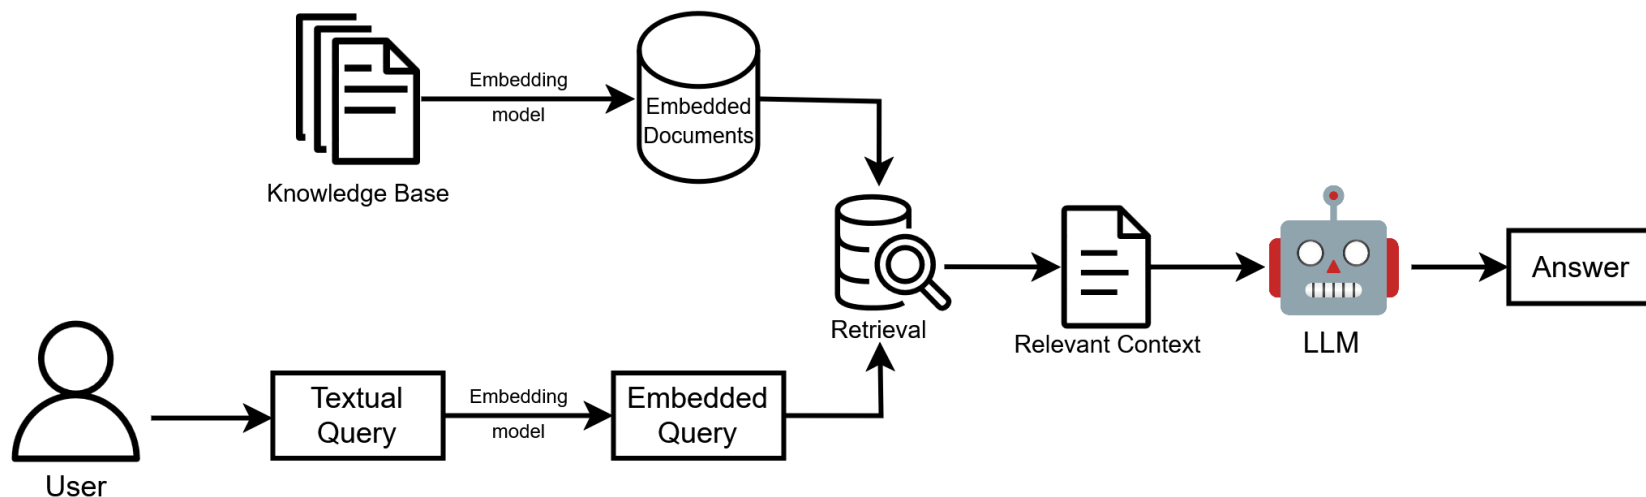 Embedding
model
Embedded
Documents
Knowledge Base
Retrieval
Relevant Context
LLM
Answer
User
Textual
Query
Embedding
model
Embedded
Query